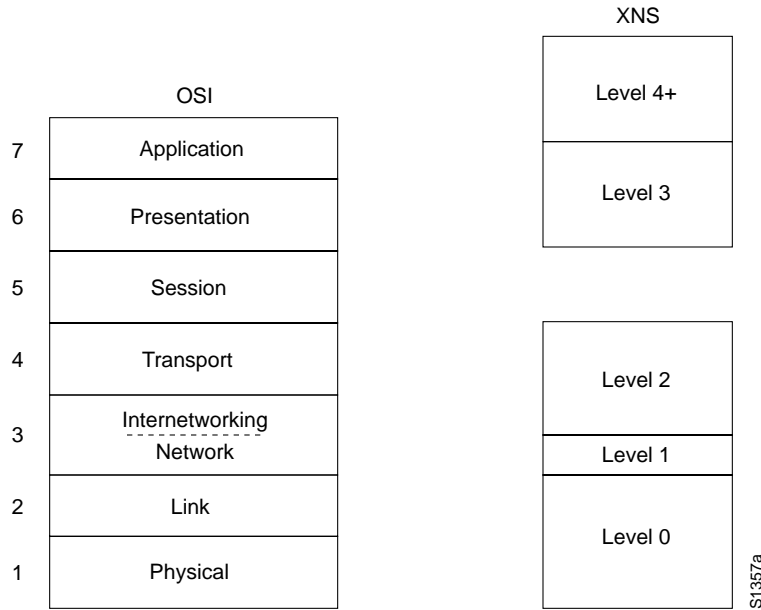 XNS
Level 4+
Level 3
Level 2
Level 1
Level 0
OSI
7 Application
6 Presentation
5 Session
4 Transport
3 Internetworking
Network
2 Link
1 Physical
S1357a